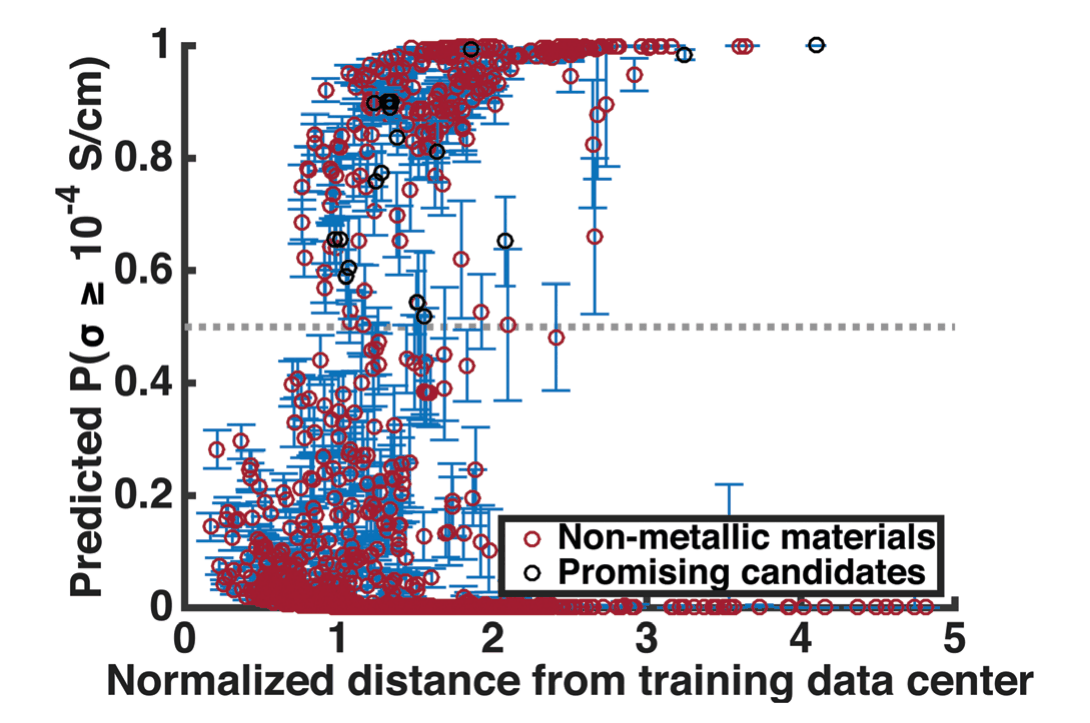 Predicted P(σ ≥ 10⁻⁴ S/cm)
1
0.8
0.6
0.4
0.2
0
Non-metallic materials
Promising candidates
0 1 2 3 4 5
Normalized distance from training data center